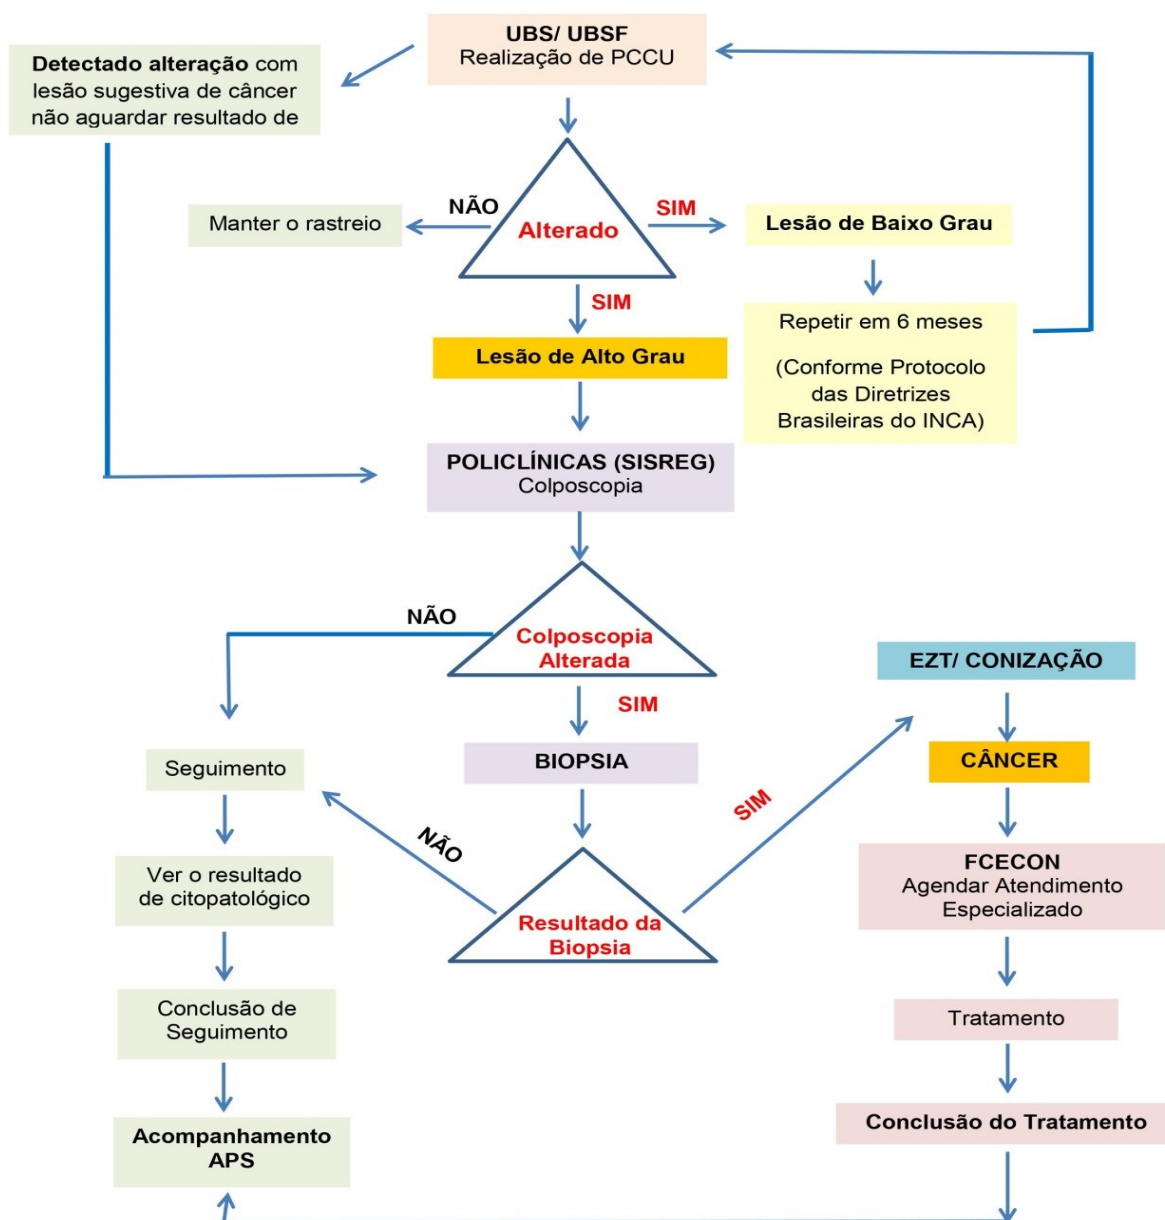 UBS/ UBSF
Realização de PCCU
Detectado alteração com
lesão sugestiva de câncer
não aguardar resultado de
NÃO
SIM
Manter o rastreio
Alterado
Lesão de Baixo Grau
SIM
Repetir em 6 meses
(Conforme Protocolo
das Diretrizes
Brasileiras do INCA)
Lesão de Alto Grau
POLICLÍNICAS (SISREG)
Colposcopia
NÃO
Colposcopia
Alterada
EZT/ CONIZAÇÃO
SIM
Seguimento
BIOPSIA
CÂNCER
SIM
NÃO
Ver o resultado
de citopatológico
FCECON
Agendar Atendimento
Especializado
Resultado da
Biopsia
Conclusão de
Seguimento
Tratamento
Acompanhamento
APS
Conclusão do Tratamento